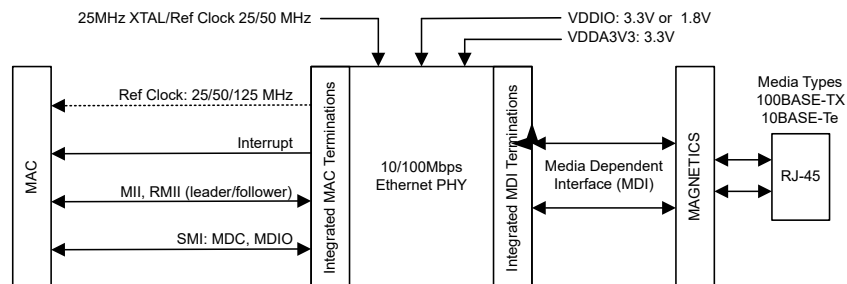 25MHz XTAL/Ref Clock 25/50 MHz
VDDIO: 3.3V or 1.8V
VDDA3V3: 3.3V
MAC
Ref Clock: 25/50/125 MHz
Interrupt
MII, RMII (leader/follower)
SMI: MDC, MDIO
Integrated MAC Terminations
10/100Mbps
Ethernet PHY
Integrated MDI Terminations
Media Dependent
Interface (MDI)
MAGNETICS
Media Types
100BASE-TX
10BASE-Te
RJ-45